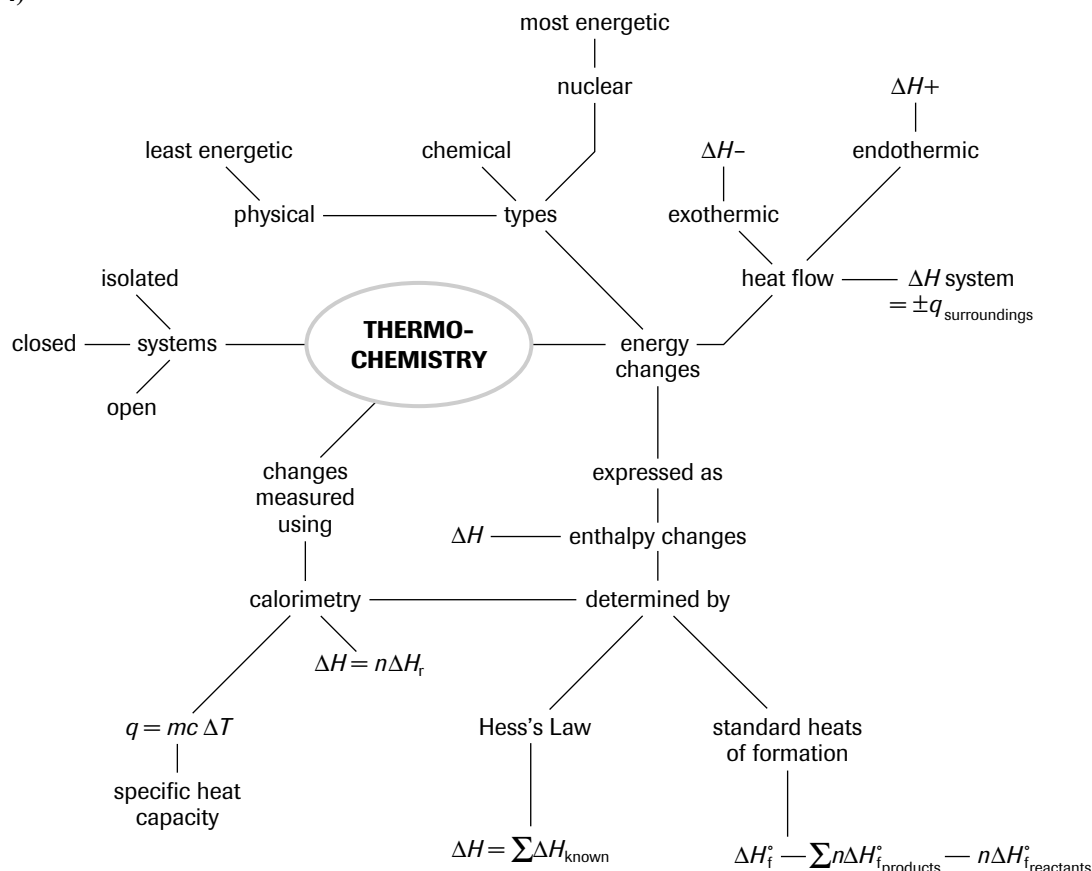 most energetic
nuclear
ΔH+
least energetic
chemical
ΔH–
endothermic
physical
types
exothermic
isolated
heat flow
ΔH system
= ±q surroundings
closed
systems
THERMO-
CHEMISTRY
energy
changes
open
changes
measured
using
expressed as
ΔH
enthalpy changes
calorimetry
determined by
ΔH = nΔHr
q = mc ΔT
Hess's Law
standard heats
of formation
specific heat
capacity
ΔH = ∑ΔHknown
ΔH°f — ∑nΔH°fproducts — nΔH°freactants